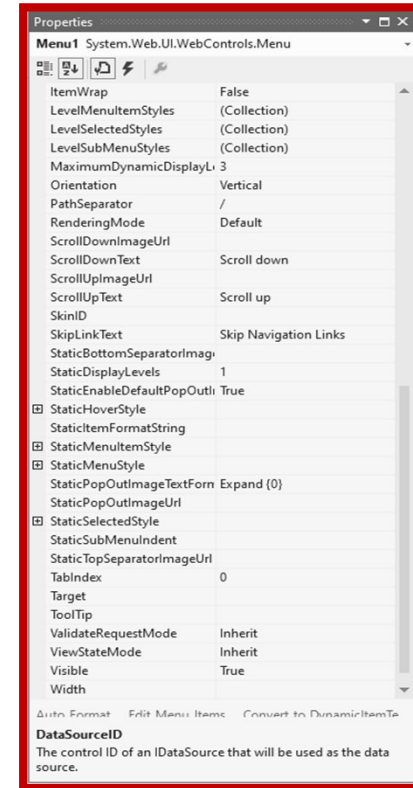 Properties
Menu1 System.Web.UI.WebControls.Menu
ItemWrap False
LevelMenuItemStyles (Collection)
LevelSelectedStyles (Collection)
LevelSubMenuStyles (Collection)
MaximumDynamicDisplayL 3
Orientation Vertical
PathSeparator /
RenderingMode Default
ScrollDownImageUrl
ScrollDownText Scroll down
ScrollUpImageUrl
ScrollUpText Scroll up
SkinID
SkipLinkText Skip Navigation Links
StaticBottomSeparatorImag
StaticDisplayLevels 1
StaticEnableDefaultPopOutI True
StaticHoverStyle
StaticItemFormatString
StaticMenuItemStyle
StaticMenuStyle
StaticPopOutImageTextForn Expand {0}
StaticPopOutImageUrl
StaticSelectedStyle
StaticSubMenuIndent
StaticTopSeparatorImageUrl
TabIndex 0
Target
ToolTip
ValidateRequestMode Inherit
ViewStateMode Inherit
Visible True
Width
Auto Format Edit Menu Items Convert to DynamicItemTe
DataSourceID
The control ID of an IDataSource that will be used as the data
source.